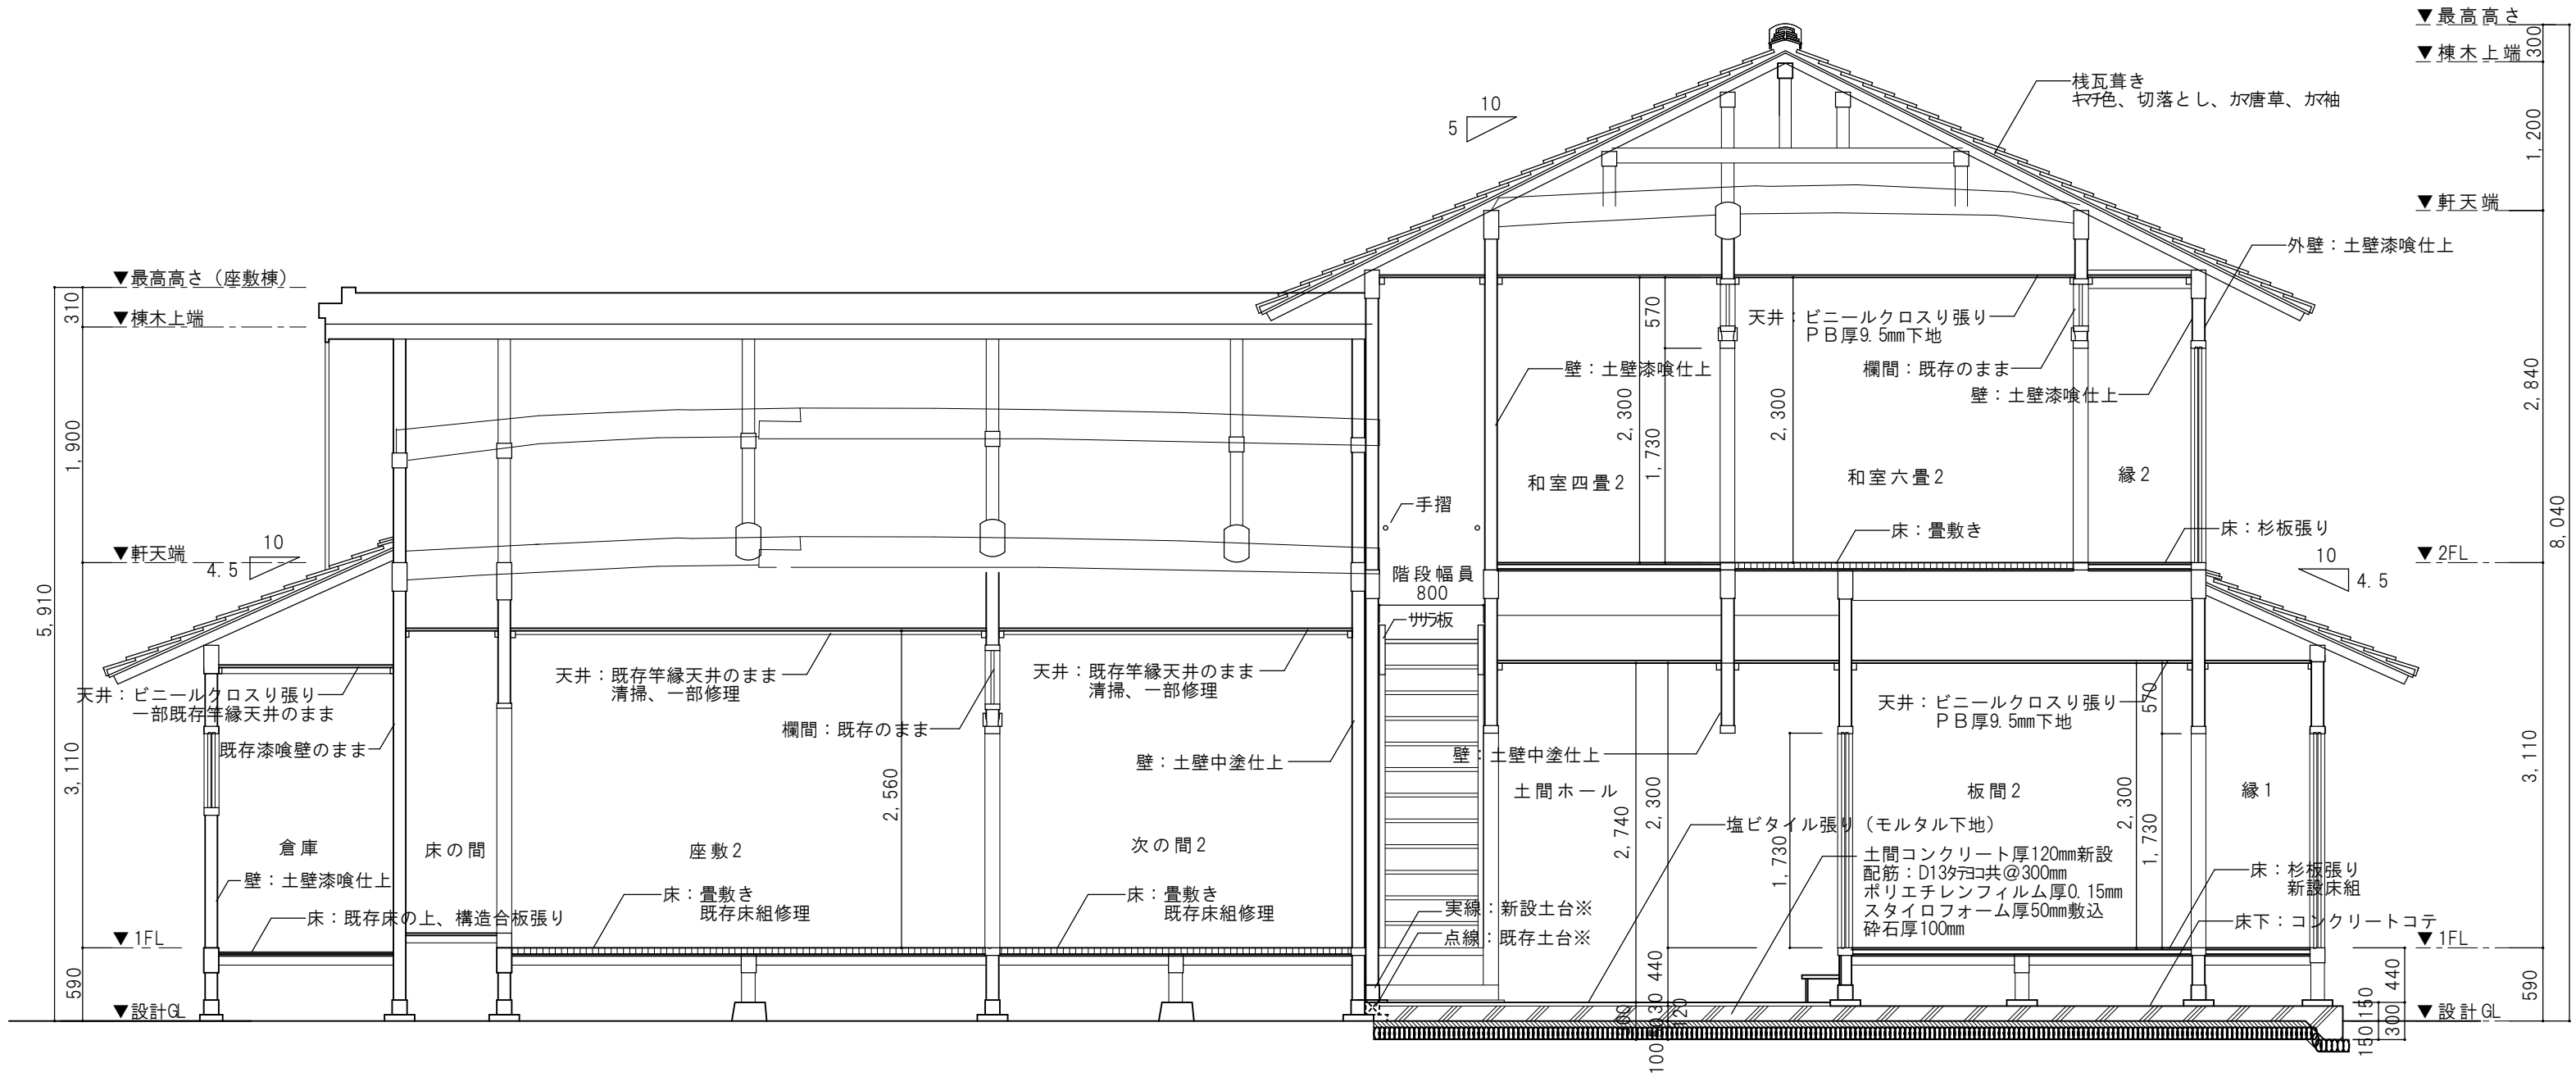 ▼最高高さ
300
▼棟木上端
桟瓦葺き
ｷﾏﾁ色、切落とし、ｶﾏ唐草、ｶﾏ袖
10
5
1,200
▼軒天端
外壁：土壁漆喰仕上
▼最高高さ（座敷棟）
310
▼棟木上端
天井：ビニールクロスり張り
ＰＢ厚9.5mm下地
570
壁：土壁漆喰仕上
欄間：既存のまま
壁：土壁漆喰仕上
2,300
1,730
2,300
2,840
1,900
和室四畳2
和室六畳2
縁2
手摺
床：畳敷き
床：杉板張り
8,040
▼軒天端
10
4.5
▼2FL
10
4.5
階段幅員
800
ｻｻﾗ板
5,910
天井：ビニールクロスり張り
一部既存竿縁天井のまま
天井：既存竿縁天井のまま
清掃、一部修理
天井：既存竿縁天井のまま
清掃、一部修理
欄間：既存のまま
既存漆喰壁のまま
壁：土壁中塗仕上
壁：土壁中塗仕上
天井：ビニールクロスり張り
ＰＢ厚9.5mm下地
570
3,110
2,560
土間ホール
2,740
2,300
1,730
板間2
2,300
1,730
縁1
3,110
倉庫
床の間
座敷2
次の間2
塩ビタイル張り（モルタル下地）
土間コンクリート厚120mm新設
配筋：D13ﾀﾃﾖｺ共@300mm
ポリエチレンフィルム厚0.15mm
スタイロフォーム厚50mm敷込
砕石厚100mm
壁：土壁漆喰仕上
床：既存床の上、構造合板張り
床：畳敷き
既存床組修理
床：畳敷き
既存床組修理
実線：新設土台※
点線：既存土台※
床：杉板張り
新設床組
床下：コンクリートコテ
▼1FL
▼1FL
590
440
30
120
50
100
440
150
300
150
590
▼設計GL
▼設計GL